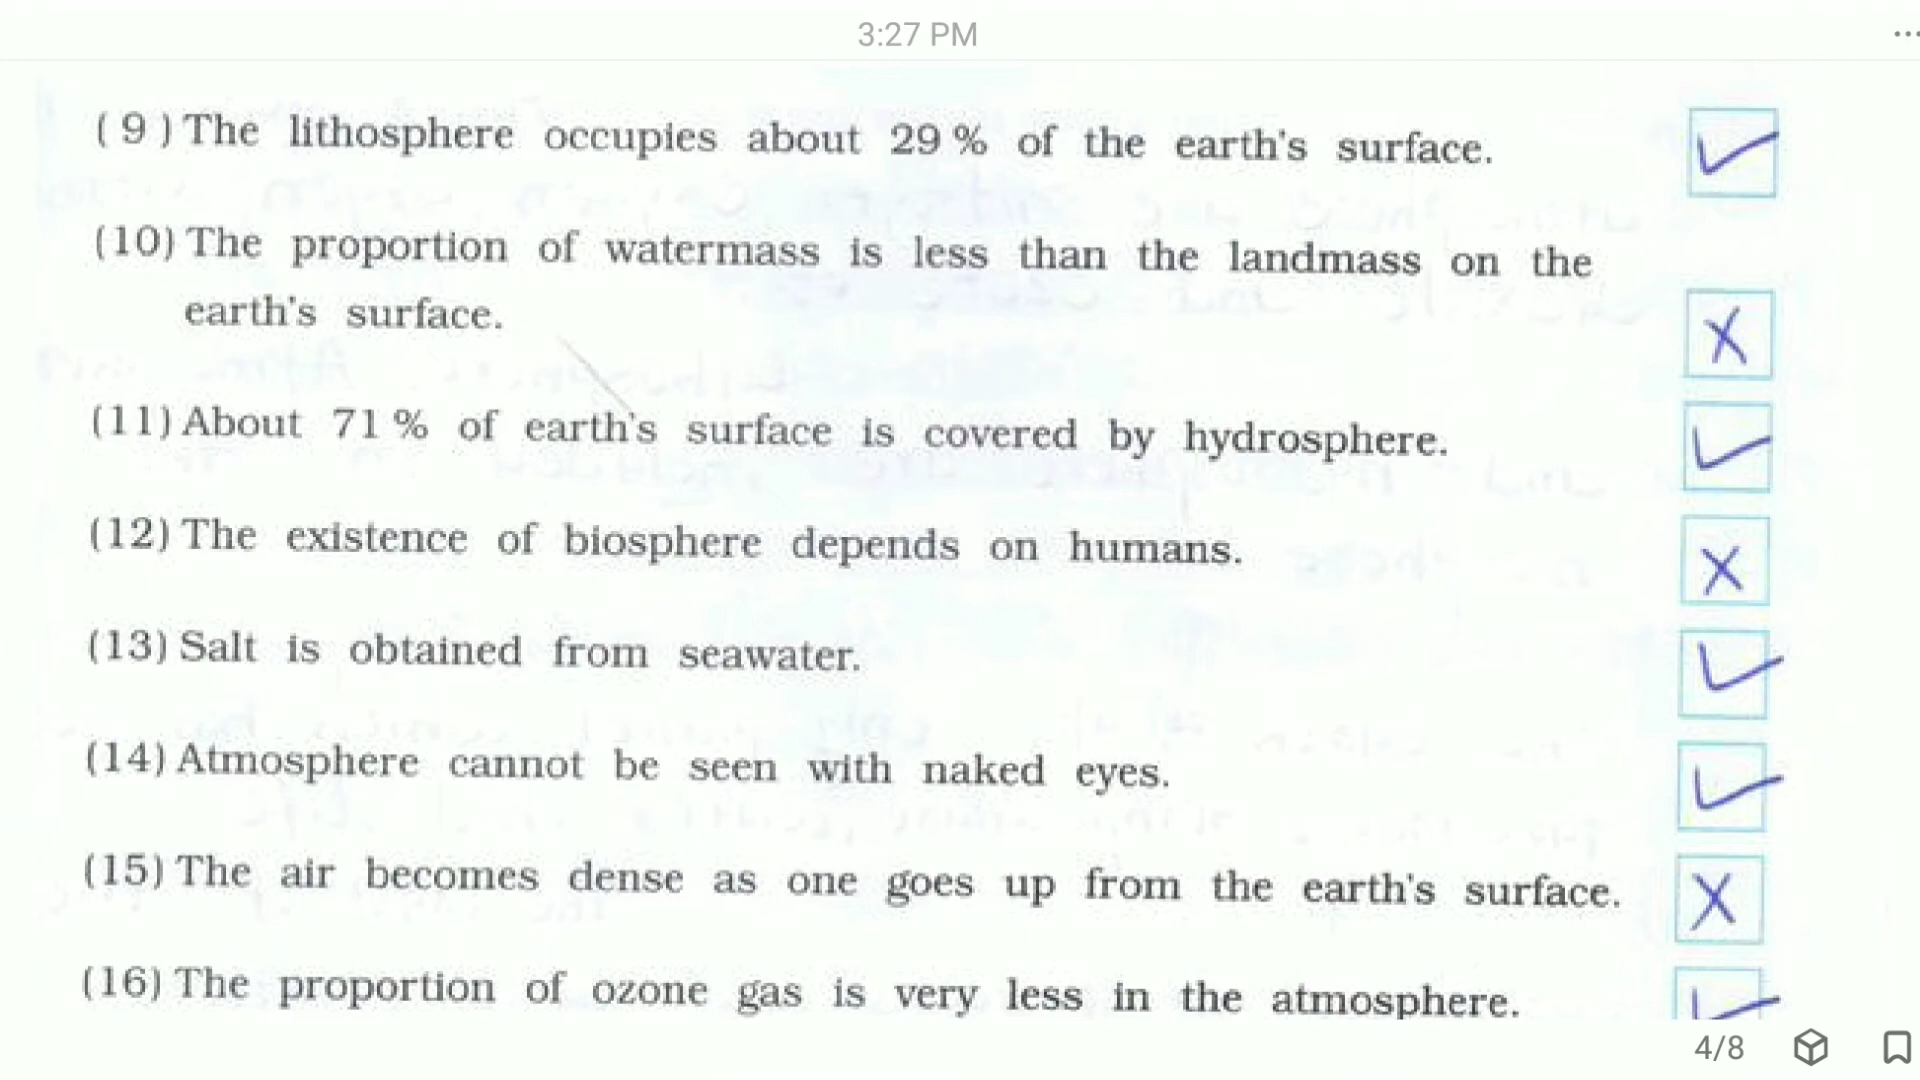 3:27 PM
( 9 ) The lithosphere occupies about 29 % of the earth's surface. ✓
(10) The proportion of watermass is less than the landmass on the
earth's surface. X
(11) About 71 % of earth's surface is covered by hydrosphere. ✓
(12) The existence of biosphere depends on humans. X
(13) Salt is obtained from seawater. ✓
(14) Atmosphere cannot be seen with naked eyes. ✓
(15) The air becomes dense as one goes up from the earth's surface. X
(16) The proportion of ozone gas is very less in the atmosphere. ✓
4/8